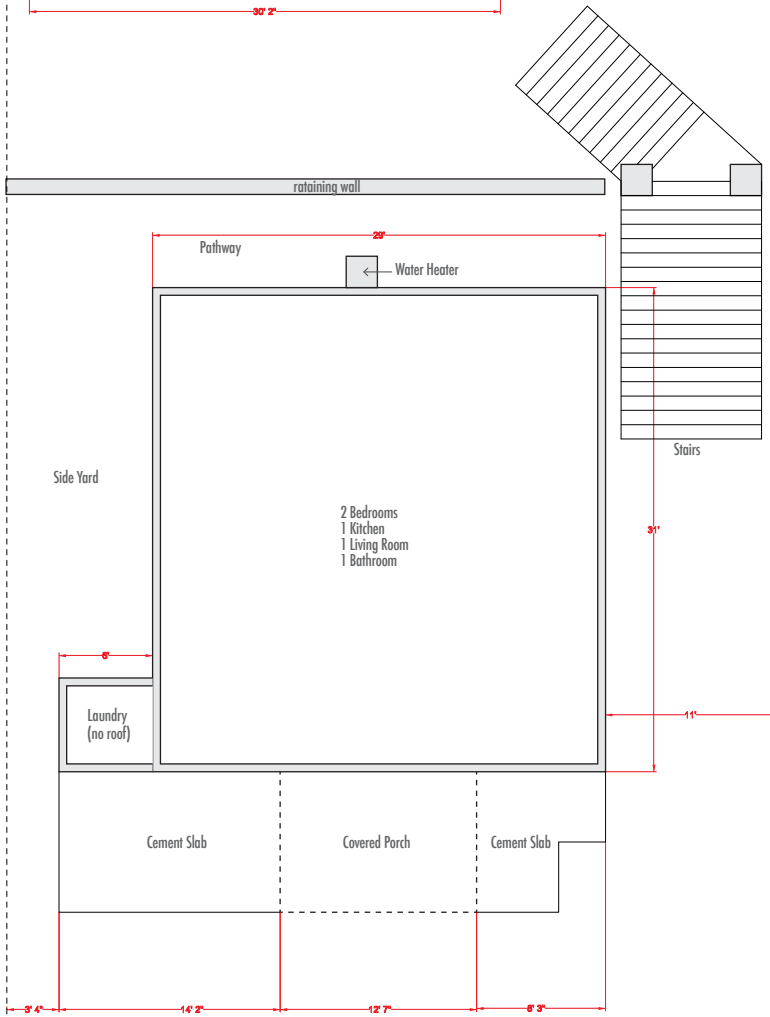 30' 2"
rataining wall
29'
Pathway
Water Heater
Stairs
Side Yard
2 Bedrooms
1 Kitchen
1 Living Room
1 Bathroom
31'
6'
Laundry
(no roof)
11'
Cement Slab
Covered Porch
Cement Slab
3' 4"
14' 2"
12' 7"
8' 3"